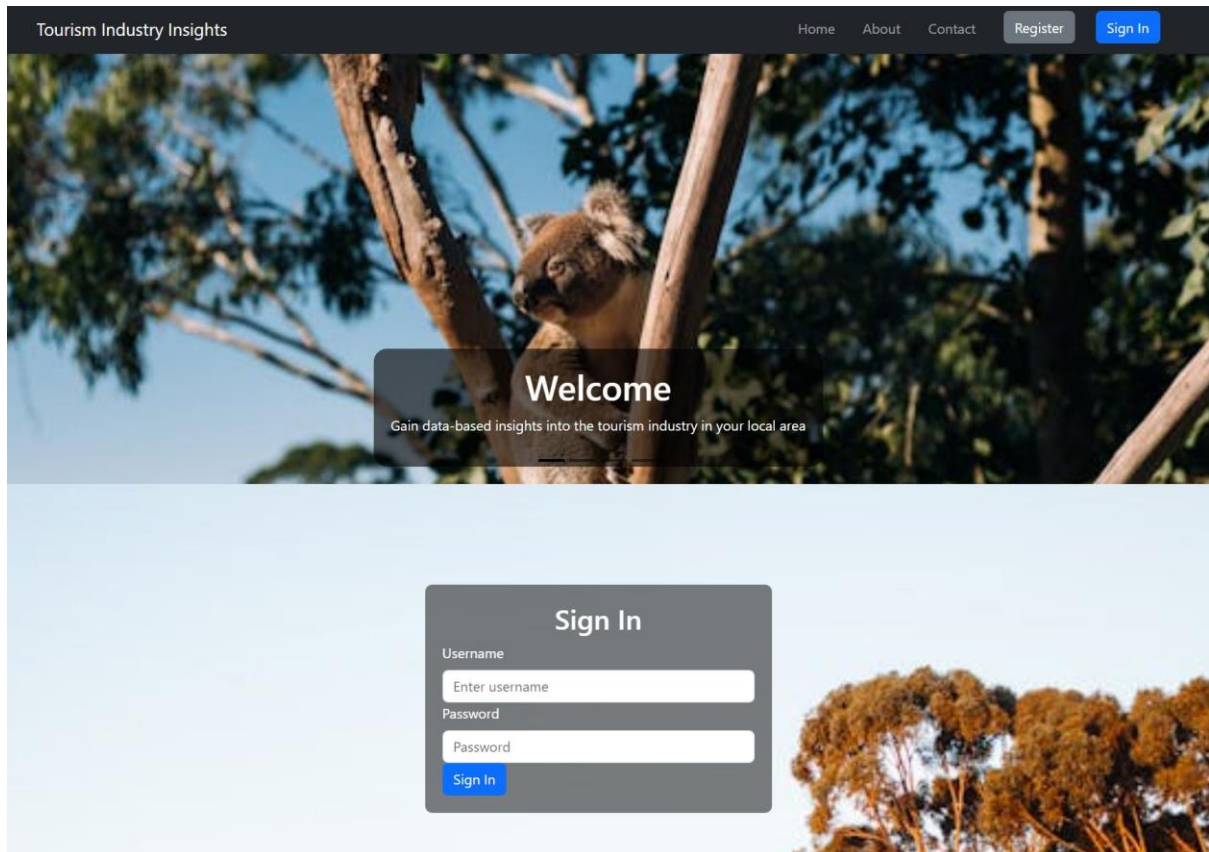 Tourism Industry Insights
Home About Contact Register Sign In
Welcome
Gain data-based insights into the tourism industry in your local area
Sign In
Username
Enter username
Password
Password
Sign In